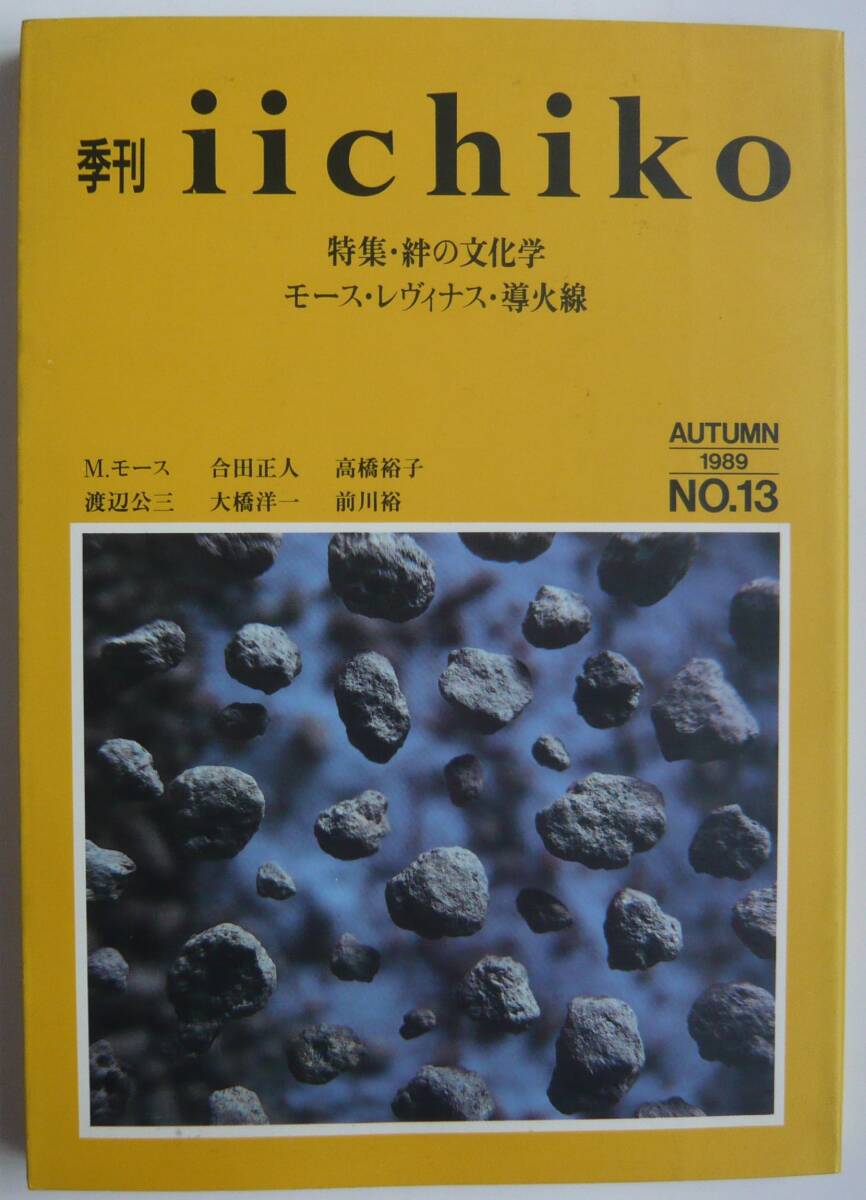 季刊 iichiko
特集・絆の文化学
モース・レヴィナス・導火線
AUTUMN
1989
NO.13
M.モース 合田正人 高橋裕子
渡辺公三 大橋洋一 前川裕